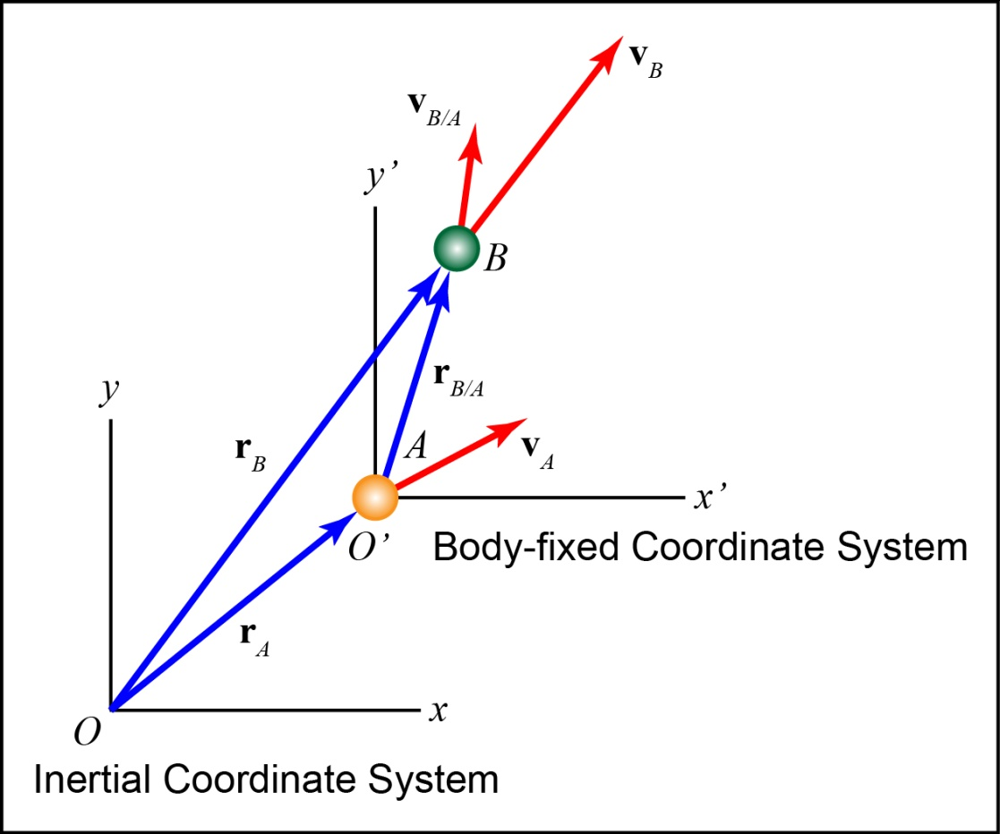 v_B
v_B/A
y’
B
y
r_B/A
r_B
A
v_A
x’
O’
Body-fixed Coordinate System
r_A
x
O
Inertial Coordinate System